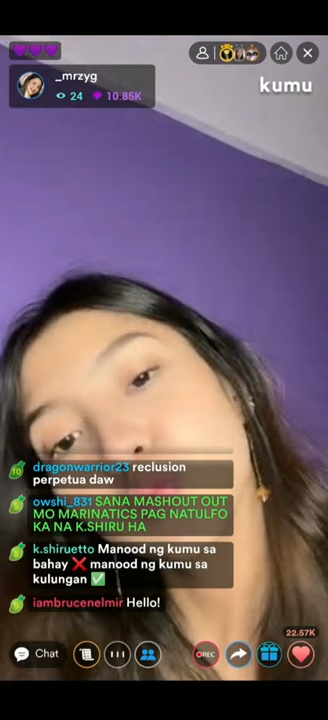 _mrzyg
24 10.85K
kumu
dragonwarrior23 reclusion
perpetua daw
owshi_831 SANA MASHOUT OUT
MO MARINATICS PAG NATULFO
KA NA K.SHIRU HA
k.shiruetto Manood ng kumu sa
bahay ❌ manood ng kumu sa
kulungan ✅
iambrucenelmir Hello!
22.57K
Chat
REC